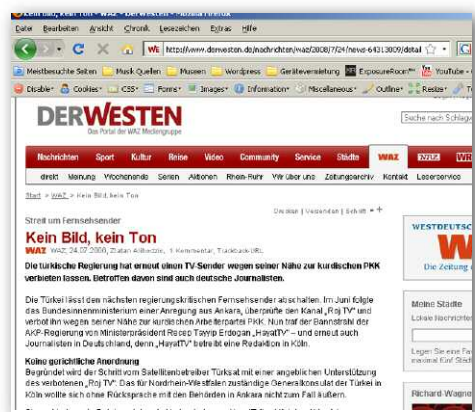 Kein Bild, kein Ton - WAZ - DerWesten - Mozilla Firefox
Datei Bearbeiten Ansicht Chronik Lesezeichen Extras Hilfe
http://www.derwesten.de/nachrichten/waz/2008/7/24/news-64313009/detail
Meistbesuchte Seiten Musik Quellen Museen Wordpress Gerätevermietung ExposureRoom YouTube -
Disable Cookies CSS Forms Images Information Miscellaneous Outline Resize
DERWESTEN
Das Portal der WAZ Mediengruppe
Suche nach Schlagw
Nachrichten Sport Kultur Reise Video Community Service Städte WAZ NRZ WR
direkt Meinung Wochenende Serien Aktionen Rhein-Ruhr Wir über uns Zeitungsarchiv Kontakt Leserservice
Start > WAZ > Kein Bild, kein Ton
Drucken | Versenden | Schrift - +
Streit um Fernsehsender
Kein Bild, kein Ton
WAZ WAZ, 24.07.2008, 1 Kommentar, Trackback-URL
Die türkische Regierung hat erneut einen TV-Sender wegen seiner Nähe zur kurdischen PKK
verbieten lassen. Betroffen davon sind auch deutsche Journalisten.
Die Türkei lässt den nächsten regierungskritischen Fernsehsender abschalten. Im Juni folgte
das Bundesinnenministerium einer Anregung aus Ankara, überprüfte den Kanal „Roj TV" und
verbot ihn wegen seiner Nähe zur kurdischen Arbeiterpartei PKK. Nun traf der Bannstrahl der
AKP-Regierung von Ministerpräsident Recep Tayyip Erdogan „HayatTV" – und erneut auch
Journalisten in Deutschland, denn „HayatTV" betreibt eine Redaktion in Köln.
Keine gerichtliche Anordnung
Begründet wird der Schritt vom Satellitenbetreiber Türksat mit einer angeblichen Unterstützung
des verbotenen „Roj TV". Das für Nordrhein-Westfalen zuständige Generalkonsulat der Türkei in
Köln wollte sich ohne Rücksprache mit den Behörden in Ankara nicht zum Fall äußern.
WESTDEUTSC
W
Die Zeitung
Meine Städte
Lokale Nachrichten
Legen Sie eine Fa
maximal fünf Städt
Richard-Wagne